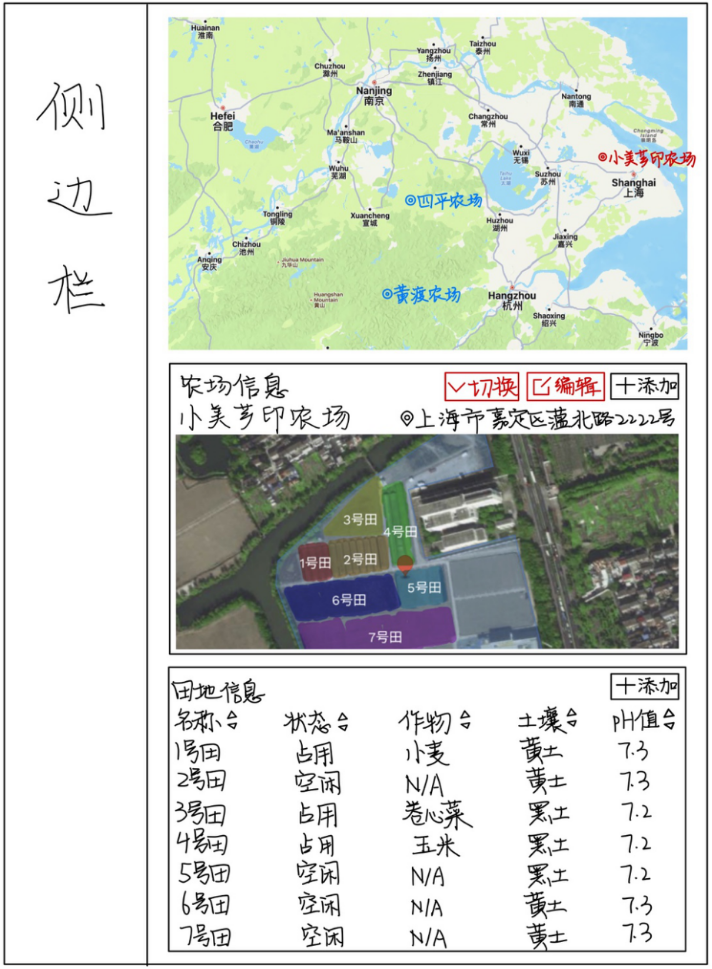 侧
边
栏
Huainan
淮南
Chuzhou
滁州
Yangzhou
扬州
Taizhou
泰州
Zhenjiang
镇江
Nanjing
南京
Hefei
合肥
Nantong
南通
Changzhou
常州
Ma'anshan
马鞍山
Wuxi
无锡
Chongming
Island
小美芗印农场
Suzhou
苏州
Shanghai
上海
Wuhu
芜湖
四平农场
Tongling
铜陵
Xuancheng
宣城
Huzhou
湖州
Jiaxing
嘉兴
Chizhou
池州
Anqing
安庆
Jiuhua Mountain
九华山
Huangshan
Mountain
黄山
黄渡农场
Hangzhou
杭州
Shaoxing
绍兴
Ningbo
宁波
农场信息 切换 编辑 +添加
小美芗印农场 上海市嘉定区蕰北路2222号
3号田
4号田
1号田 2号田
5号田
6号田
7号田
田地信息 +添加
名称 状态 作物 土壤 pH值
1号田 占用 小麦 黄土 7.3
2号田 空闲 N/A 黄土 7.3
3号田 占用 卷心菜 黑土 7.2
4号田 占用 玉米 黑土 7.2
5号田 空闲 N/A 黑土 7.2
6号田 空闲 N/A 黄土 7.3
7号田 空闲 N/A 黄土 7.3